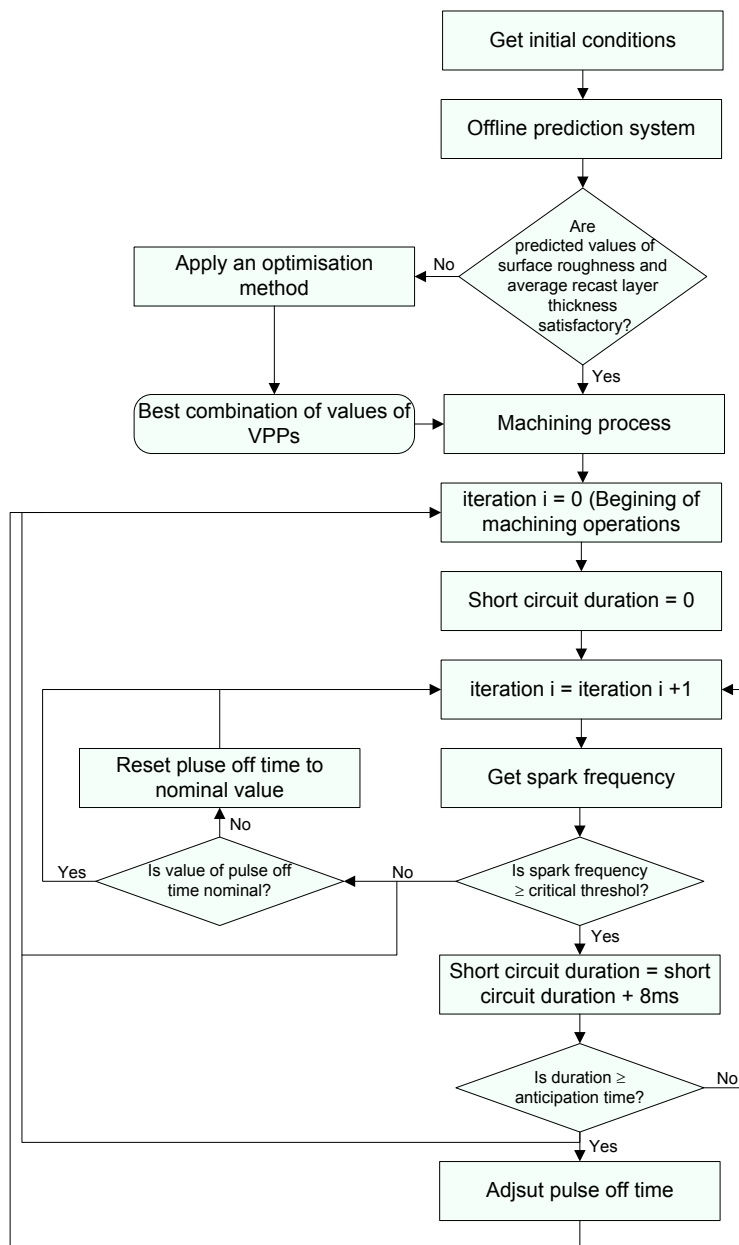 Get initial conditions
Offline prediction system
Are
predicted values of
surface roughness and
average recast layer
thickness
satisfactory?
No
Apply an optimisation
method
Yes
Best combination of values of
VPPs
Machining process
iteration i = 0 (Begining of
machining operations
Short circuit duration = 0
iteration i = iteration i +1
Reset pluse off time to
nominal value
Get spark frequency
No
Yes
Is value of pulse off
time nominal?
No
Is spark frequency
≥ critical threshol?
Yes
Short circuit duration = short
circuit duration + 8ms
Is duration ≥
anticipation time?
No
Yes
Adjsut pulse off time